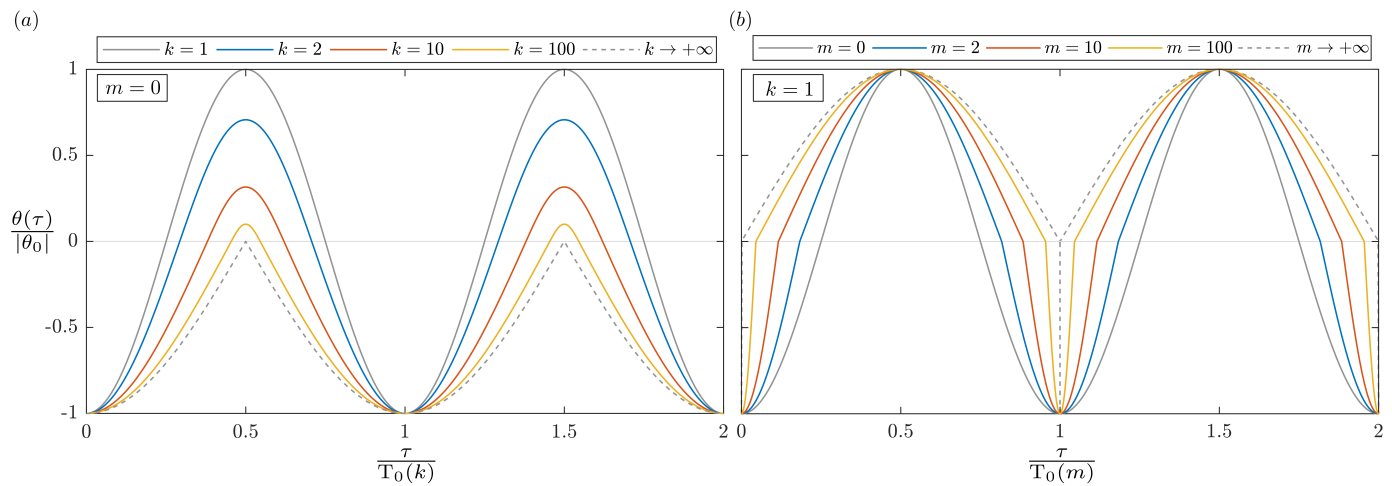 (a)
k = 1 k = 2 k = 10 k = 100 k → +∞
m = 0
1
0.5
0
-0.5
-1
θ(τ)
|θ0|
0 0.5 1 1.5 2
τ
T0(k)
(b)
m = 0 m = 2 m = 10 m = 100 m → +∞
k = 1
0 0.5 1 1.5 2
τ
T0(m)